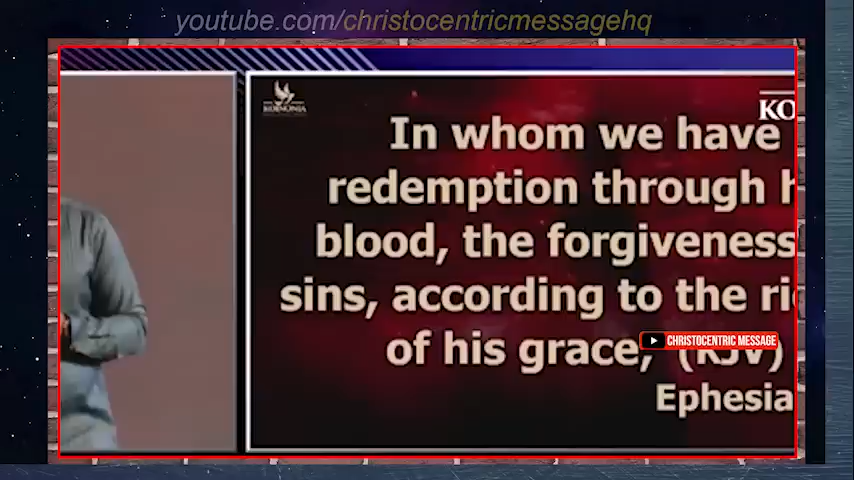 youtube.com/christocentricmessagehq
KOINONIA
KO
In whom we have
redemption through
blood, the forgiveness
sins, according to the
of his grace, (KJV)
CHRISTOCENTRIC MESSAGE
Ephesia